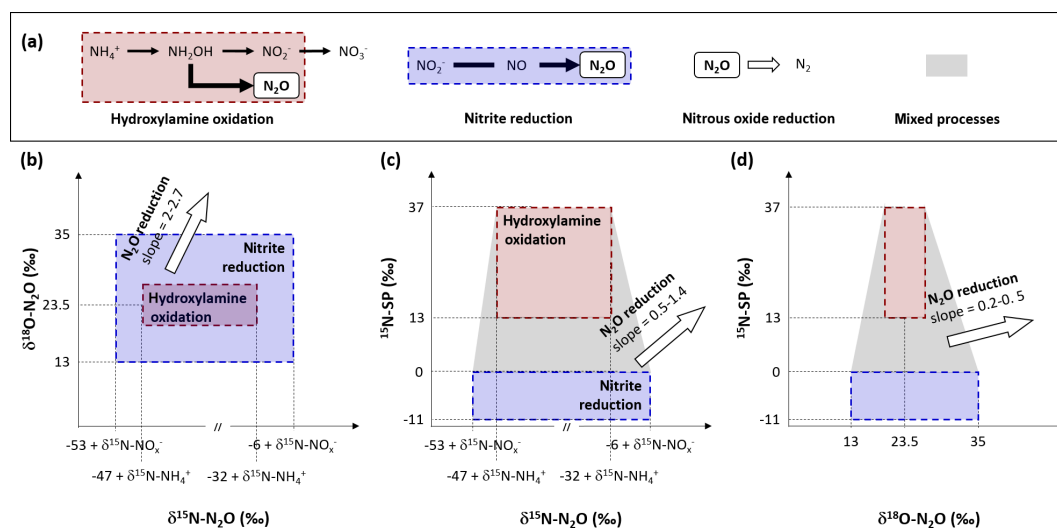 (a)
NH₄⁺ NH₂OH NO₂⁻ NO₃⁻
N₂O
Hydroxylamine oxidation
NO₂⁻ NO N₂O
Nitrite reduction
N₂O N₂
Nitrous oxide reduction
Mixed processes
(b)
N₂O reduction
slope = 2-2.7
Nitrite
reduction
Hydroxylamine
oxidation
35
23.5
13
δ¹⁸O-N₂O (‰)
//
-53 + δ¹⁵N-NOₓ⁻
-6 + δ¹⁵N-NOₓ⁻
-47 + δ¹⁵N-NH₄⁺
-32 + δ¹⁵N-NH₄⁺
δ¹⁵N-N₂O (‰)
(c)
Hydroxylamine
oxidation
N₂O reduction
slope = 0.5-1.4
Nitrite
reduction
37
13
0
-11
¹⁵N-SP (‰)
//
-53 + δ¹⁵N-NOₓ⁻
-6 + δ¹⁵N-NOₓ⁻
-47 + δ¹⁵N-NH₄⁺
-32 + δ¹⁵N-NH₄⁺
δ¹⁵N-N₂O (‰)
(d)
N₂O reduction
slope = 0.2-0. 5
37
13
0
-11
¹⁵N-SP (‰)
13
23.5
35
δ¹⁸O-N₂O (‰)